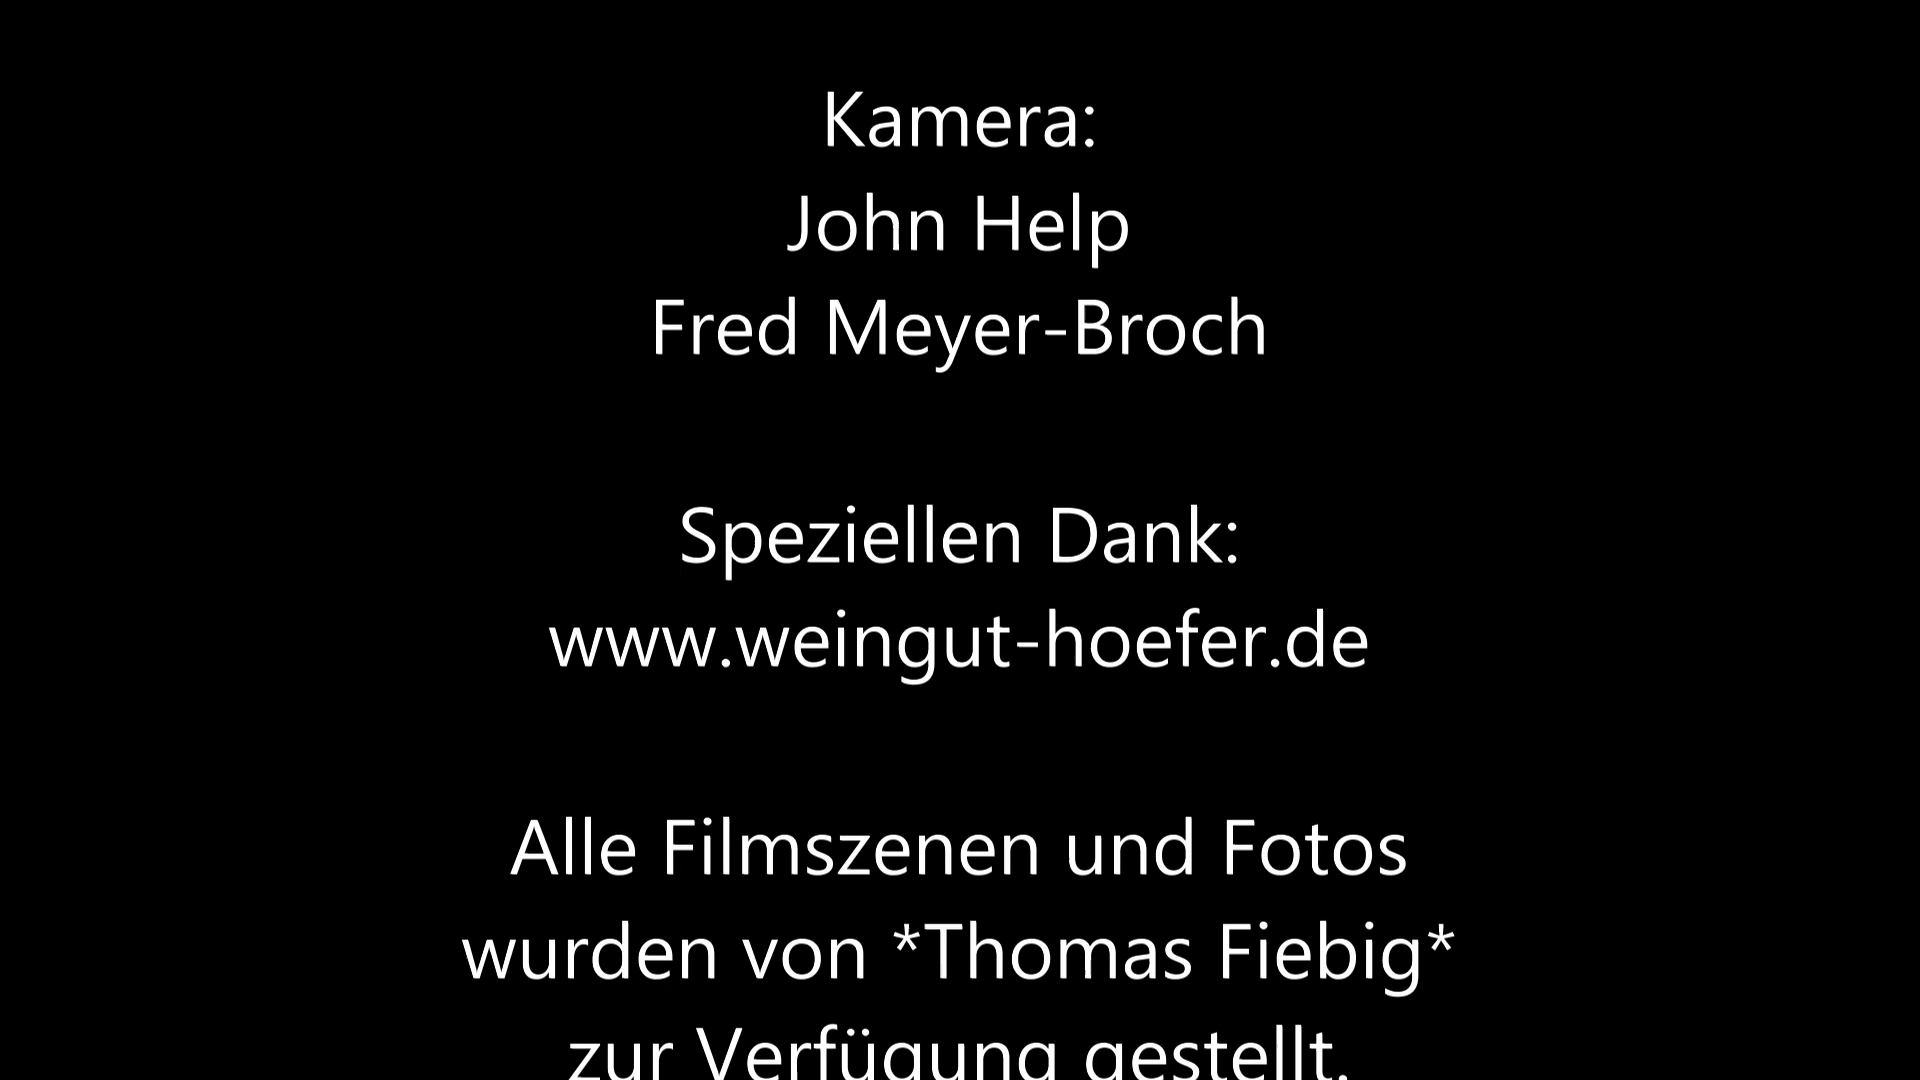 Kamera:
John Help
Fred Meyer-Broch
Speziellen Dank:
www.weingut-hoefer.de
Alle Filmszenen und Fotos
wurden von *Thomas Fiebig*
zur Verfügung gestellt.